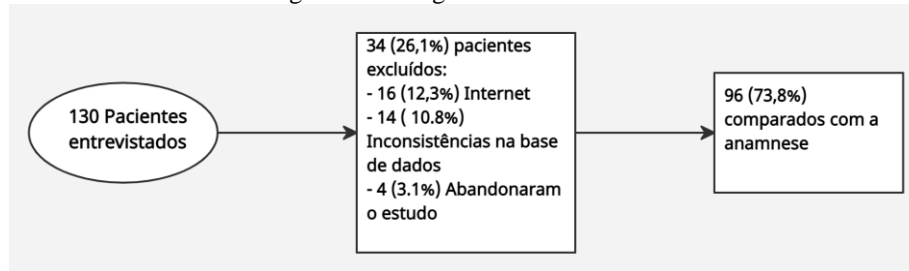 130 Pacientes
entrevistados
34 (26,1%) pacientes
excluídos:
- 16 (12,3%) Internet
- 14 ( 10.8%)
Inconsistências na base
de dados
- 4 (3.1%) Abandonaram
o estudo
96 (73,8%)
comparados com a
anamnese